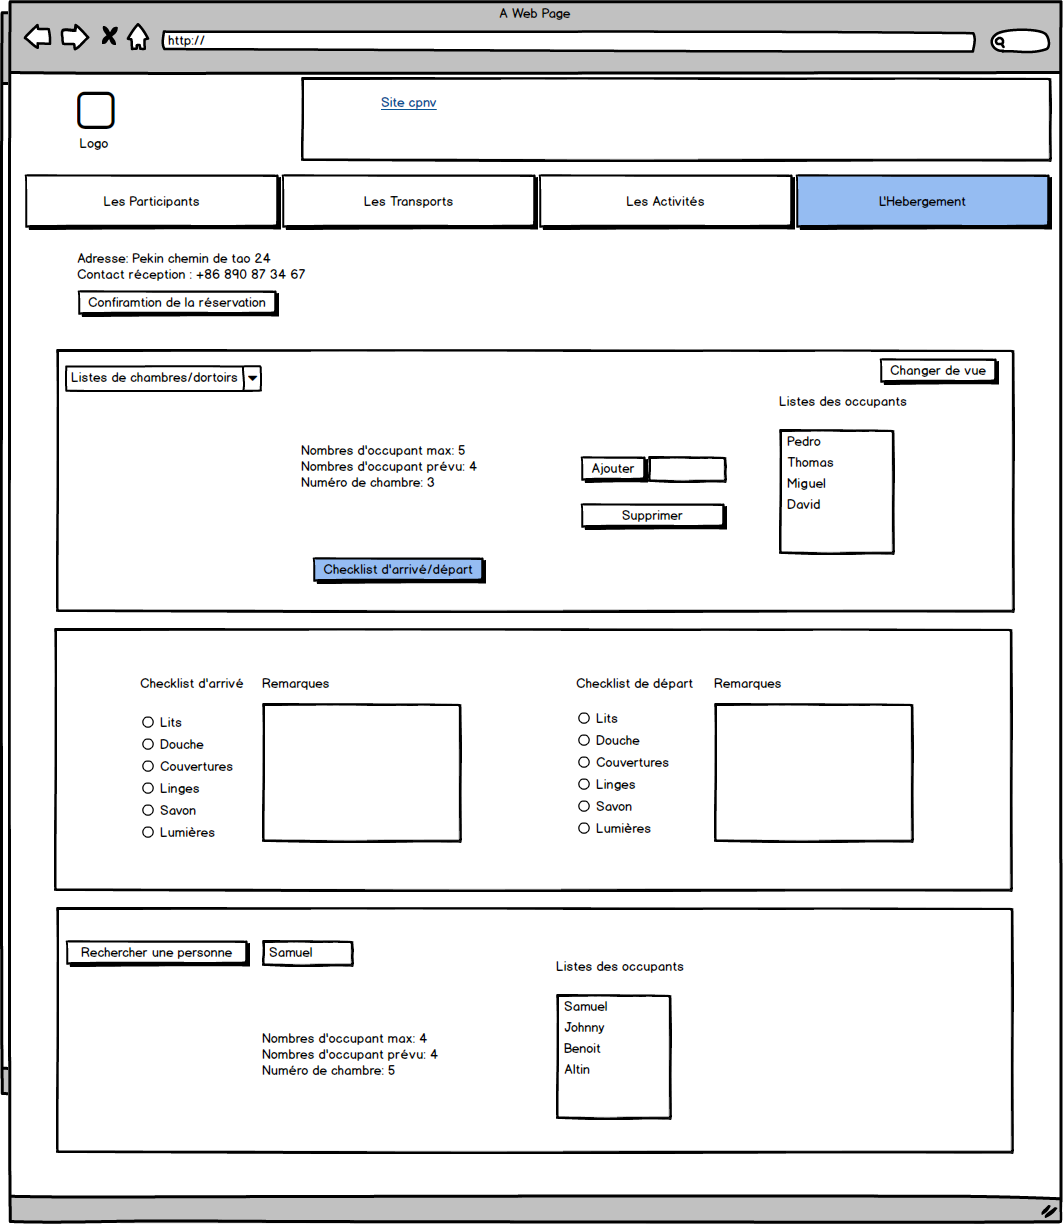 A Web Page
http://
Site cpnv
Logo
Les Participants
Les Transports
Les Activités
L'Hebergement
Adresse: Pekin chemin de tao 24
Contact réception : +86 890 87 34 67
Confiramtion de la réservation
Listes de chambres/dortoirs
Changer de vue
Listes des occupants
Nombres d'occupant max: 5
Nombres d'occupant prévu: 4
Numéro de chambre: 3
Ajouter
Supprimer
Pedro
Thomas
Miguel
David
Checklist d'arrivé/départ
Checklist d'arrivé
Remarques
Lits
Douche
Couvertures
Linges
Savon
Lumières
Checklist de départ
Remarques
Lits
Douche
Couvertures
Linges
Savon
Lumières
Rechercher une personne
Samuel
Listes des occupants
Nombres d'occupant max: 4
Nombres d'occupant prévu: 4
Numéro de chambre: 5
Samuel
Johnny
Benoit
Altin